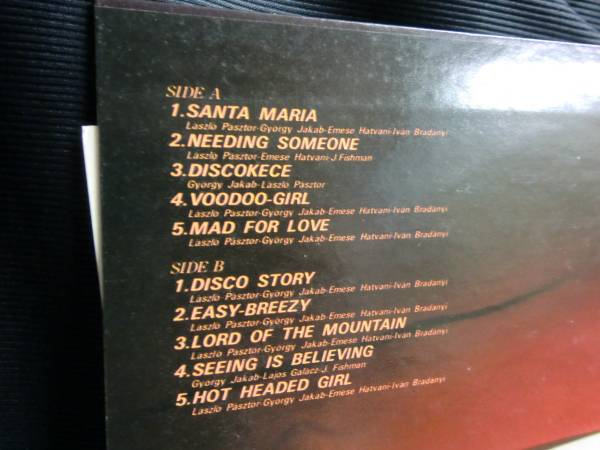 SIDE A
1.SANTA MARIA
Laszlo Pasztor-Gyorgy Jakab-Emese Hatvani-Ivan Bradanyi
2.NEEDING SOMEONE
Laszlo Pasztor-Emese Hatvani-J.Fishman
3.DISCOKECE
Gyorgy Jakab-Laszlo Pasztor
4.VOODOO-GIRL
Laszlo Pasztor-Gyorgy Jakab-Emese Hatvani-Ivan Bradanyi
5.MAD FOR LOVE
Laszlo Pasztor-Gyorgy Jakab-Emese Hatvani-Ivan Bradanyi
SIDE B
1.DISCO STORY
Laszlo Pasztor-Gyorgy Jakab-Emese Hatvani-Ivan Bradanyi
2.EASY-BREEZY
Laszlo Pasztor-Gyorgy Jakab-Emese Hatvani-Ivan Bradanyi
3.LORD OF THE MOUNTAIN
Laszlo Pasztor-Gyorgy Jakab-Emese Hatvani-Ivan Bradanyi
4.SEEING IS BELIEVING
Gyorgy Jakab-Lajos Galacz-J. Fishman
5.HOT HEADED GIRL
Laszlo Pasztor-Gyorgy Jakab-Emese Hatvani-Ivan Bradanyi